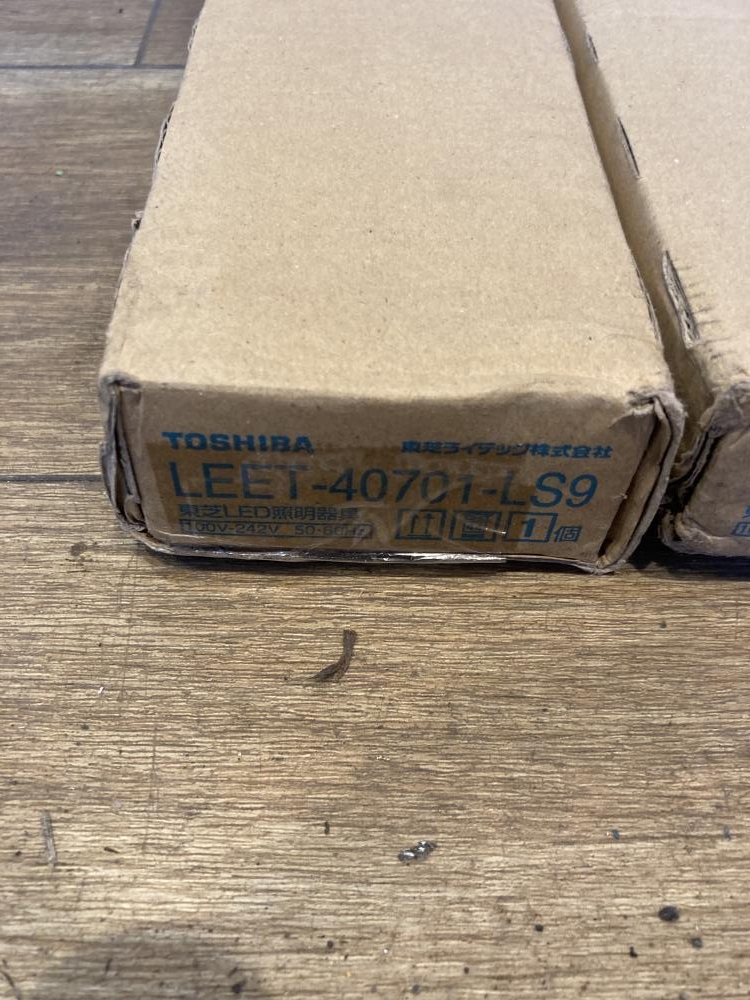 TOSHIBA 東芝ライテック株式会社
LEET-40701-LS9
東芝LED照明器具
100V-242V 50-60Hz 1個